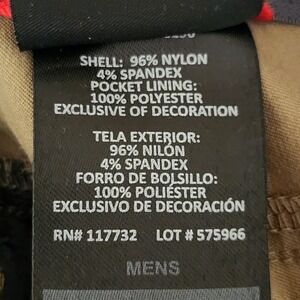 SHELL: 96% NYLON
4% SPANDEX
POCKET LINING:
100% POLYESTER
EXCLUSIVE OF DECORATION
TELA EXTERIOR:
96% NILÓN
4% SPANDEX
FORRO DE BOLSILLO:
100% POLIÉSTER
EXCLUSIVO DE DECORACIÓN
RN# 117732 LOT # 575966
MENS